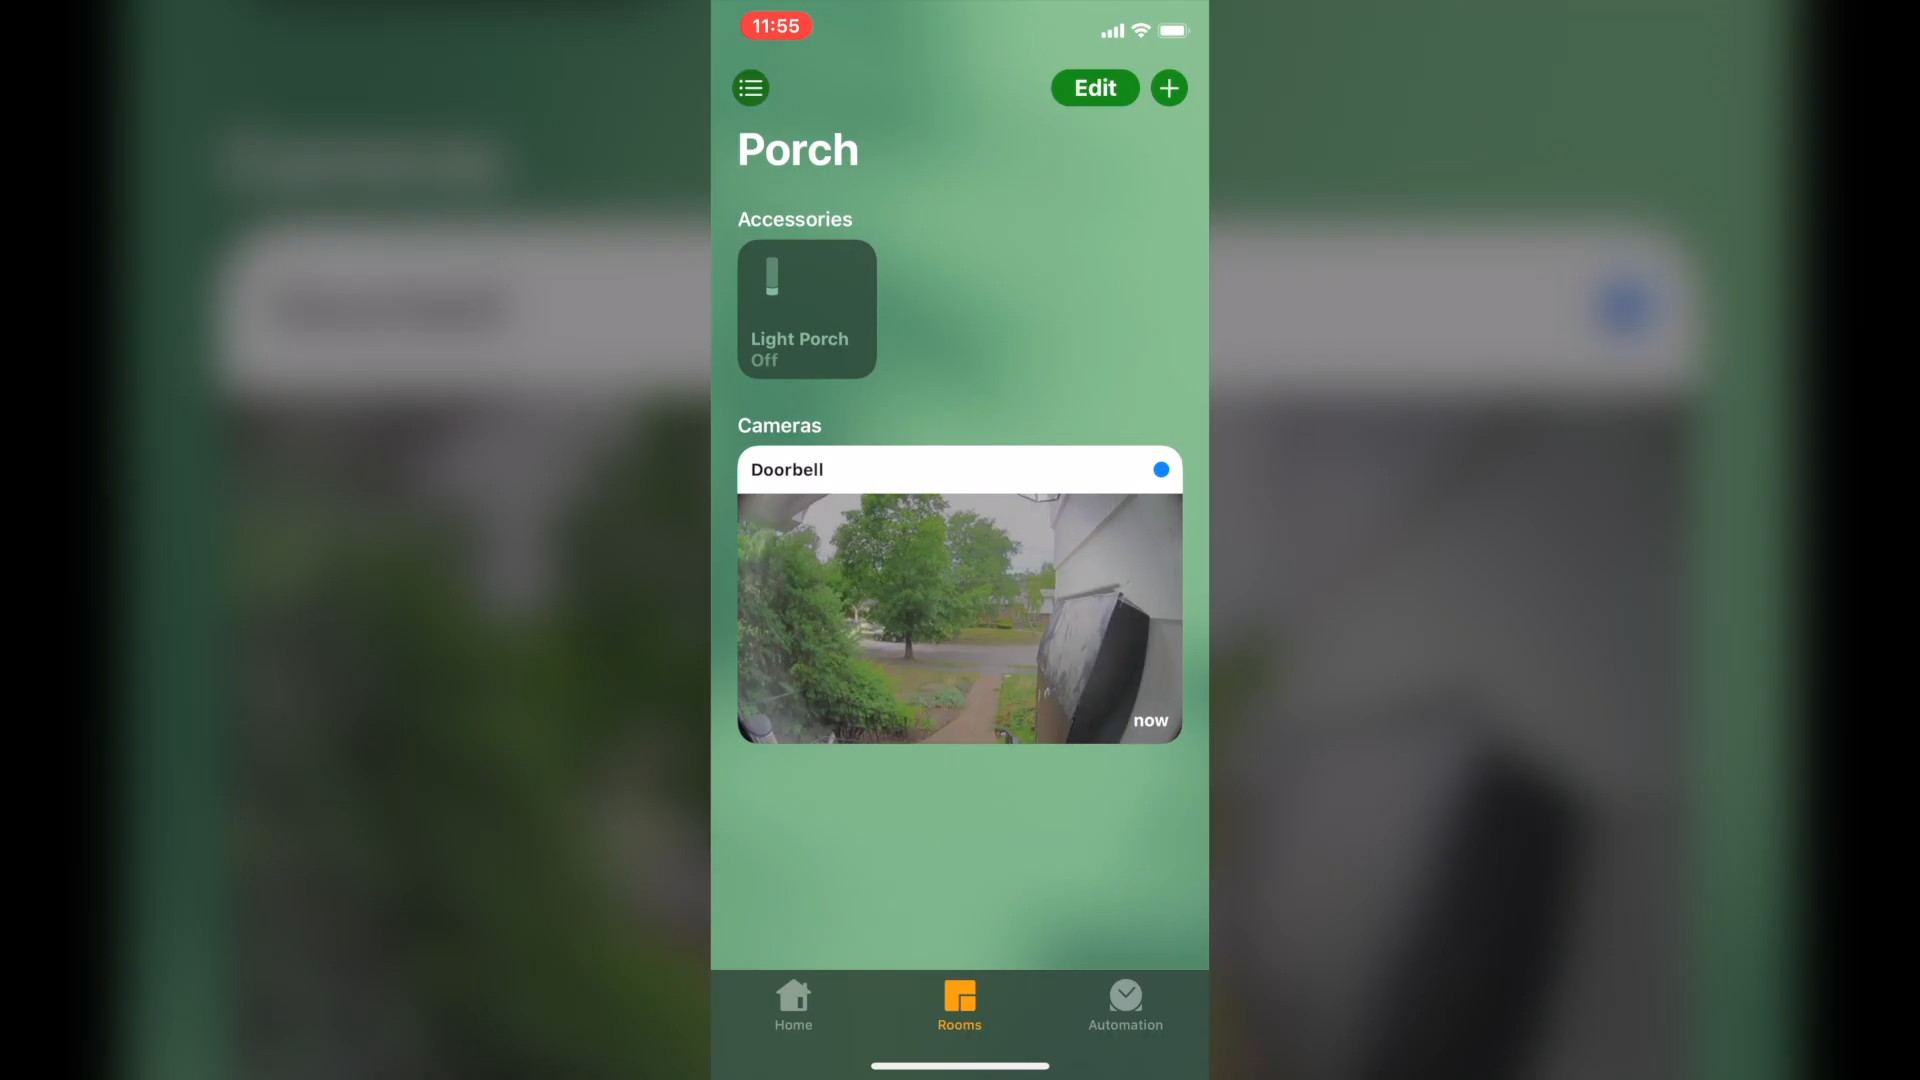 11:55
Edit
Porch
Accessories
Light Porch
Off
Cameras
Doorbell
now
Home
Rooms
Automation